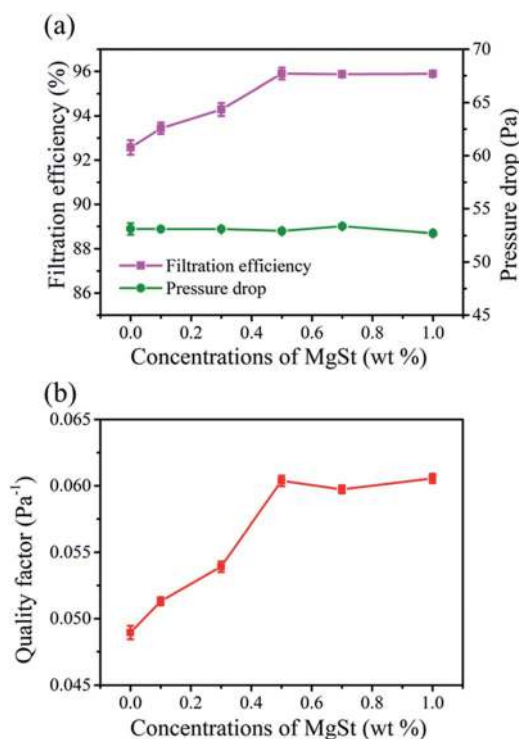 (a)
Filtration efficiency (%)
96
94
92
90
88
86
70
65
60
55
50
45
Pressure drop (Pa)
Filtration efficiency
Pressure drop
0.0 0.2 0.4 0.6 0.8 1.0
Concentrations of MgSt (wt %)
(b)
Quality factor (Pa⁻¹)
0.065
0.060
0.055
0.050
0.045
0.0 0.2 0.4 0.6 0.8 1.0
Concentrations of MgSt (wt %)